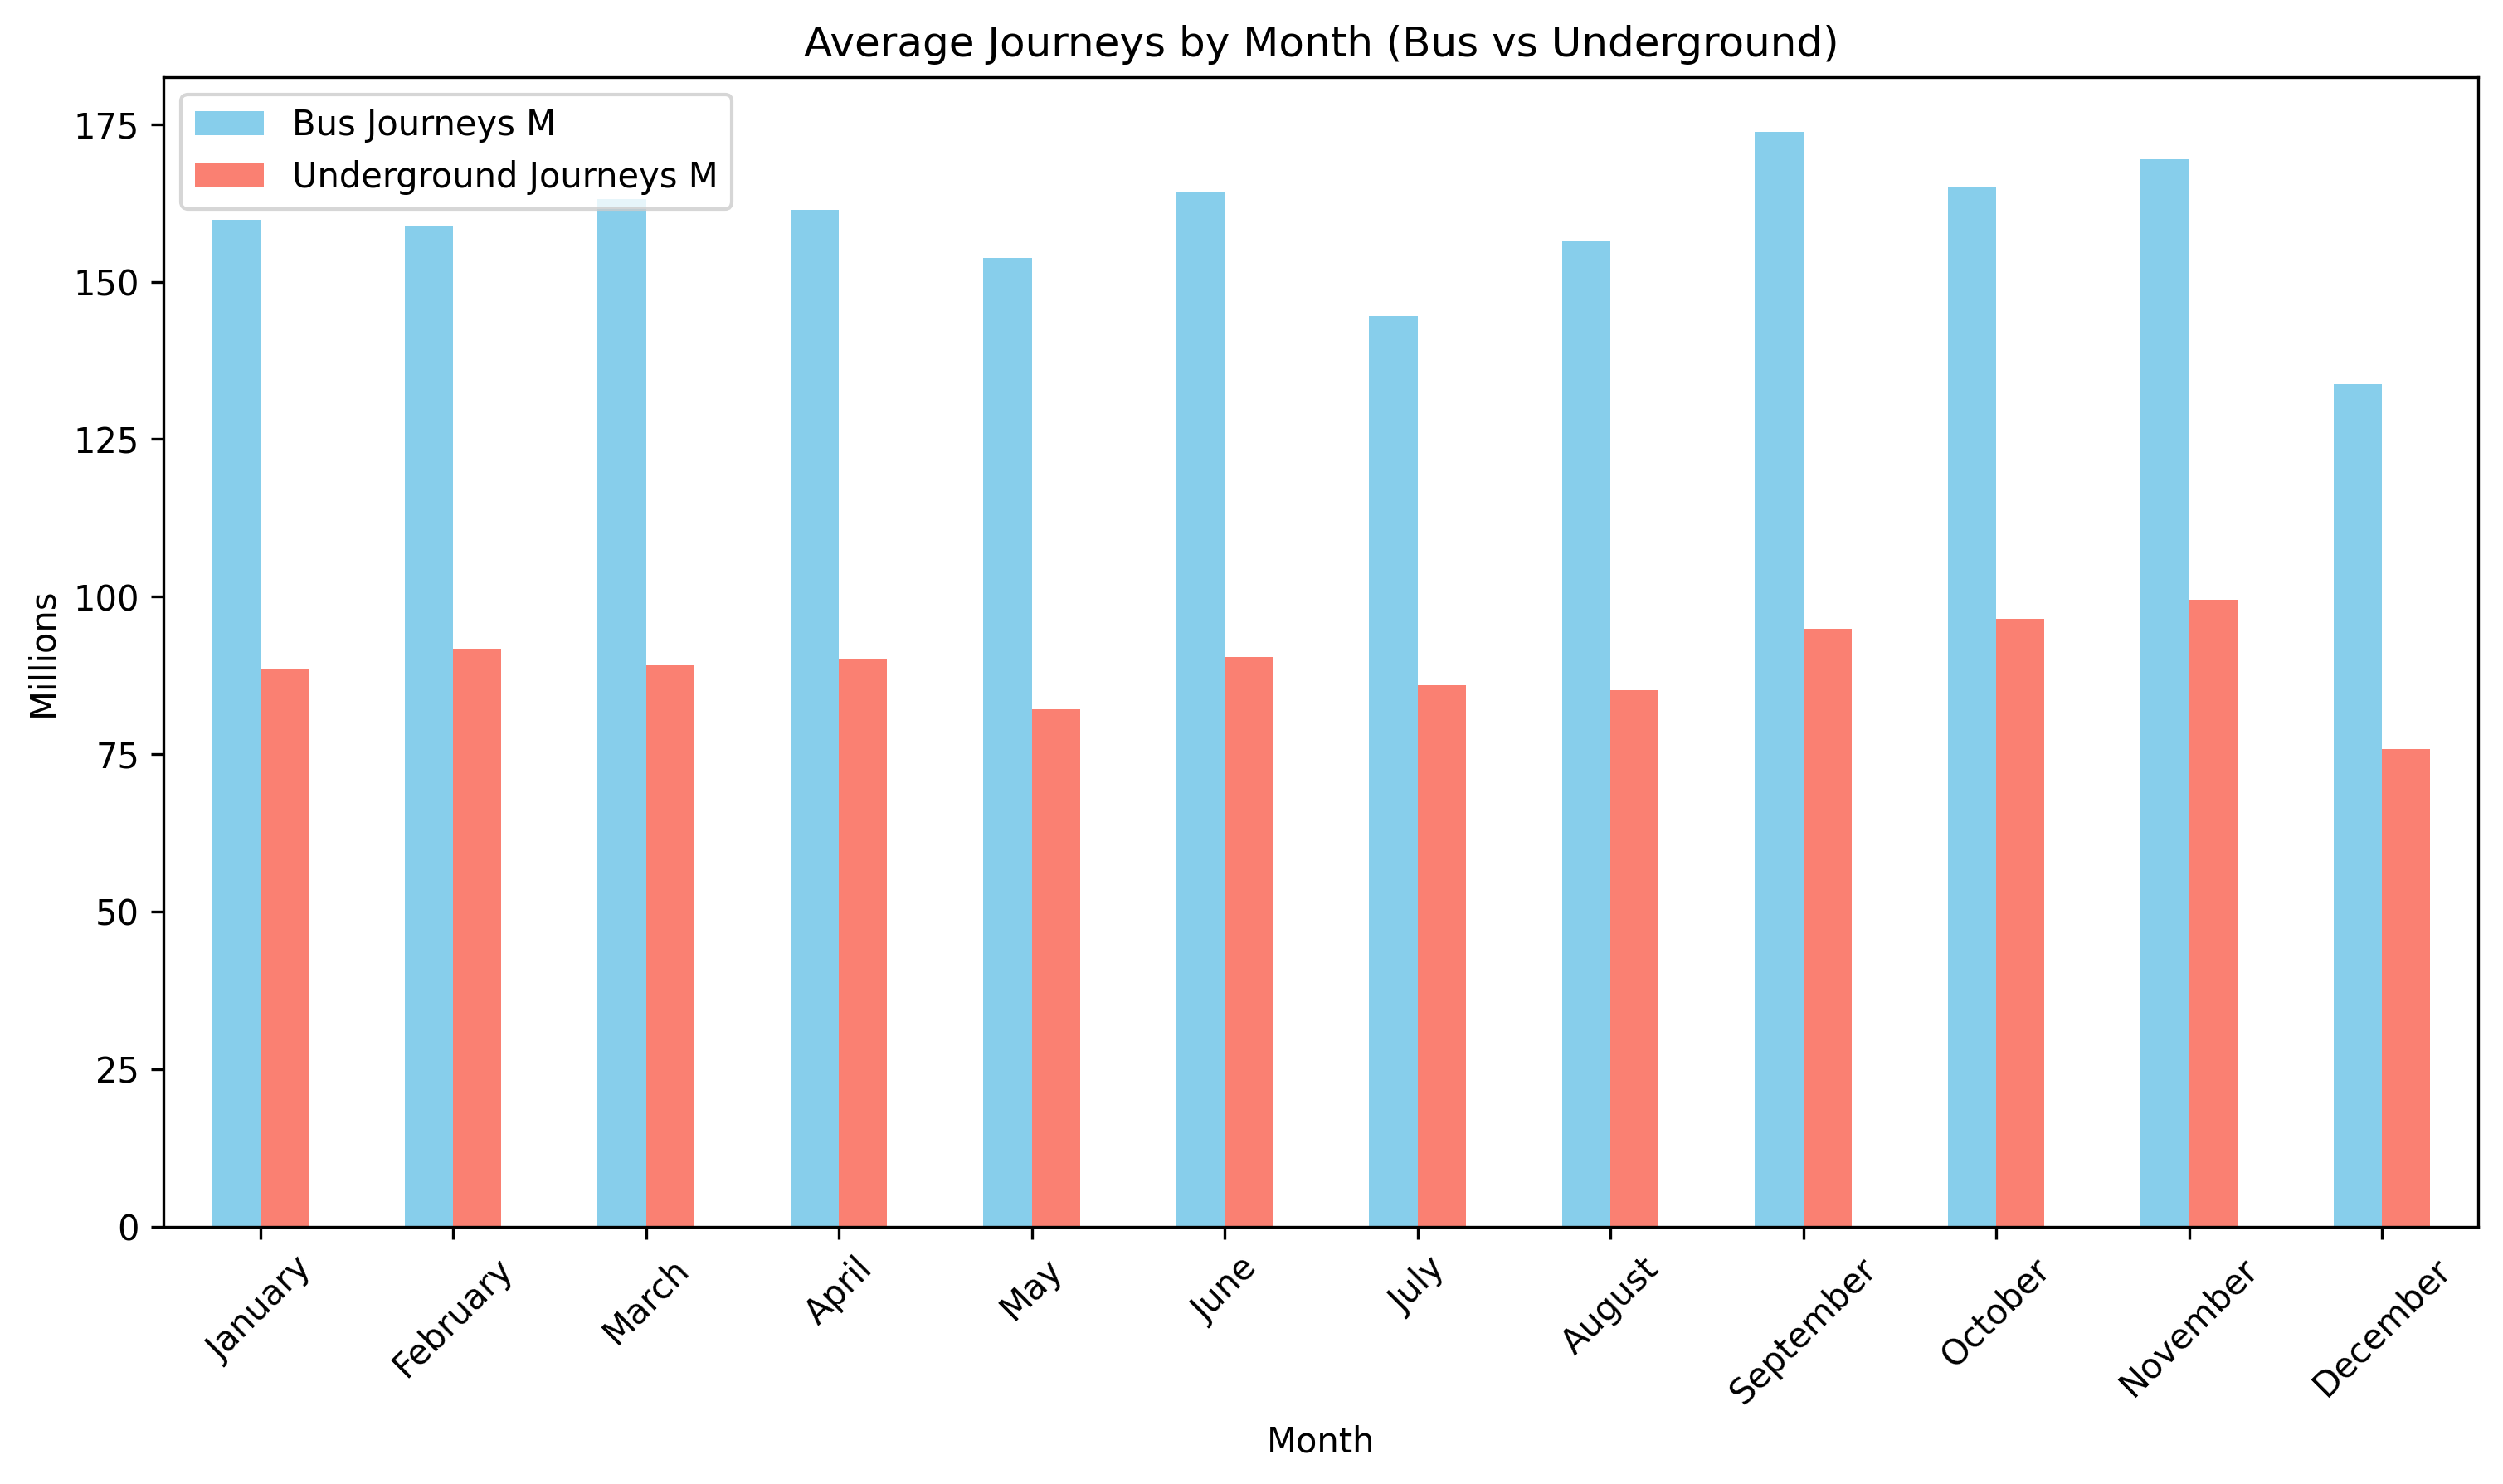 Average Journeys by Month (Bus vs Underground)
Bus Journeys M
Underground Journeys M
175
150
125
100
75
50
25
0
Millions
January
February
March
April
May
June
July
August
September
October
November
December
Month